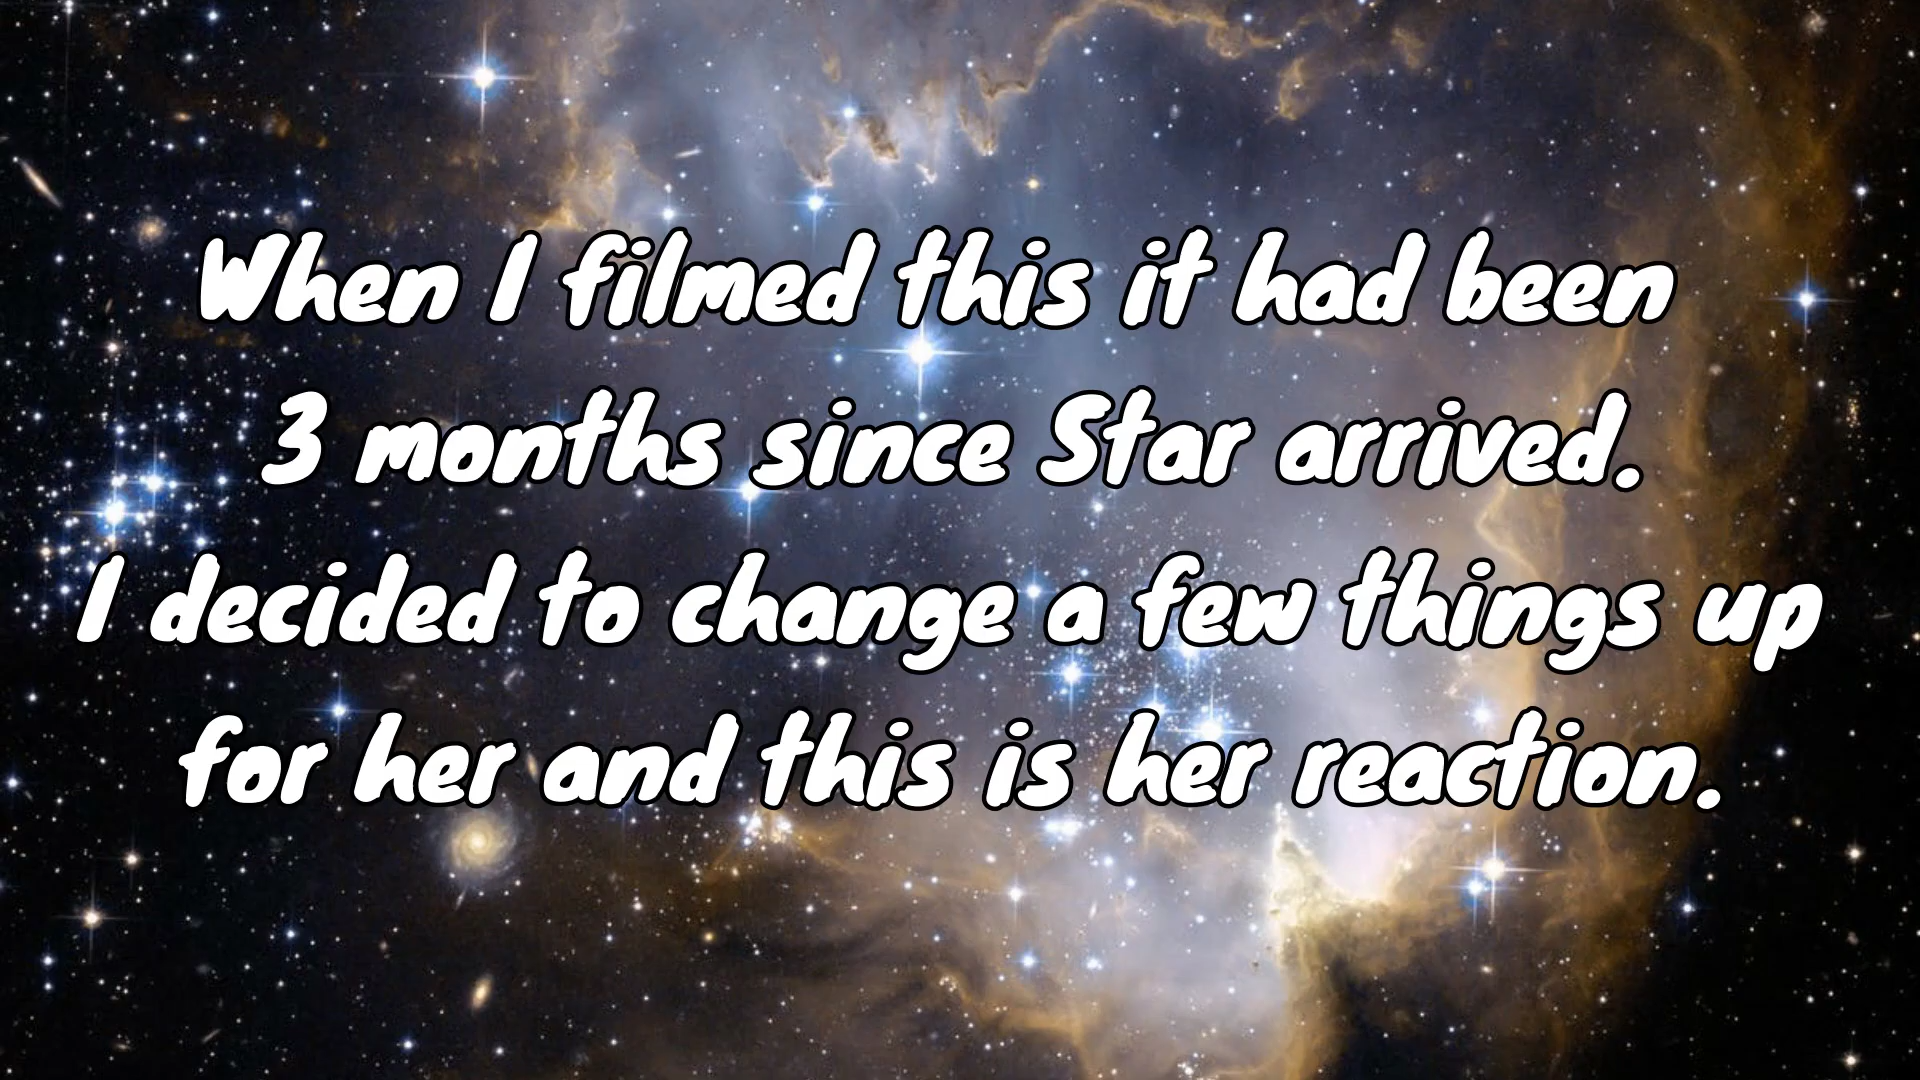 When I filmed this it had been
3 months since Star arrived.
I decided to change a few things up
for her and this is her reaction.